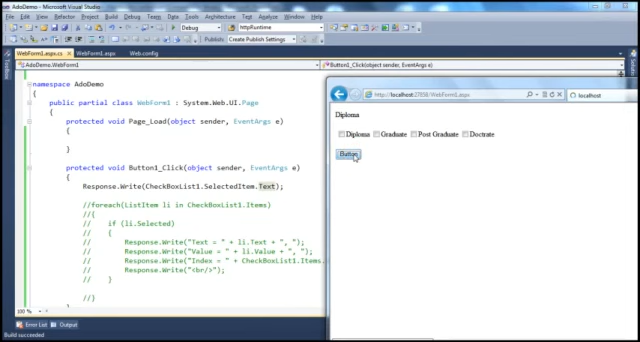 AdoDemo - Microsoft Visual Studio
File Edit View Refactor Project Build Debug Team Data Tools Architecture Test Analyze Window Help
Debug httpRuntime
Publish: Create Publish Settings
WebForm1.aspx.cs WebForm1.aspx Web.config
AdoDemo.WebForm1 Button1_Click(object sender, EventArgs e)
namespace AdoDemo
{
public partial class WebForm1 : System.Web.UI.Page
{
protected void Page_Load(object sender, EventArgs e)
{
}
protected void Button1_Click(object sender, EventArgs e)
{
Response.Write(CheckBoxList1.SelectedItem.Text);
//foreach(ListItem li in CheckBoxList1.Items)
//{
// if (li.Selected)
// {
// Response.Write("Text = " + li.Text + ", ");
// Response.Write("Value = " + li.Value + ", ");
// Response.Write("Index = " + CheckBoxList1.Items.
// Response.Write("<br/>");
// }
//}
}
100 %
Error List Output
Build succeeded
http://localhost:27858/WebForm1.aspx
localhost
Diploma
Diploma Graduate Post Graduate Doctrate
Button